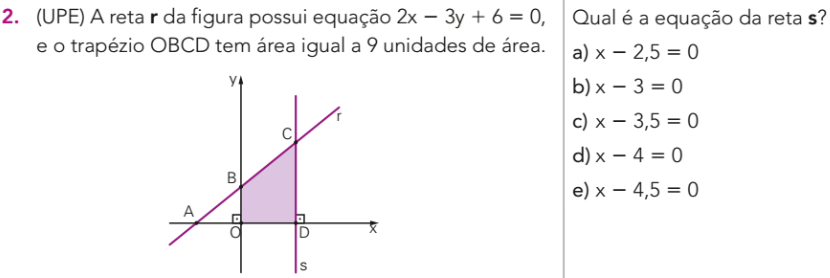 2. (UPE) A reta r da figura possui equação 2x − 3y + 6 = 0,
e o trapézio OBCD tem área igual a 9 unidades de área.
y
r
C
B
A
O
D
x
s
Qual é a equação da reta s?
a) x − 2,5 = 0
b) x − 3 = 0
c) x − 3,5 = 0
d) x − 4 = 0
e) x − 4,5 = 0